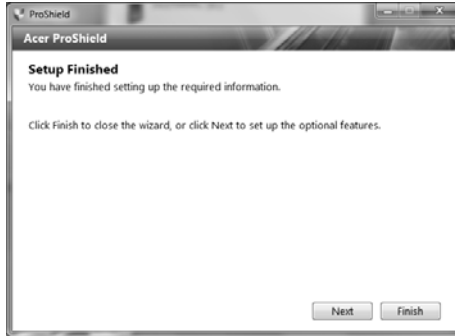 ProShield
Acer ProShield
Setup Finished
You have finished setting up the required information.
Click Finish to close the wizard, or click Next to set up the optional features.
Next
Finish